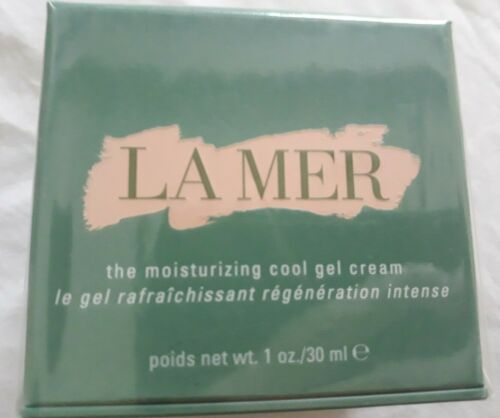 LA MER
the moisturizing cool gel cream
le gel rafraîchissant régénération intense
poids net wt. 1 oz./30 ml ℮